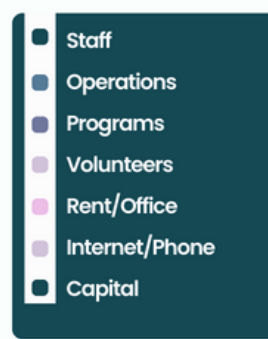 Staff
Operations
Programs
Volunteers
Rent/Office
Internet/Phone
Capital